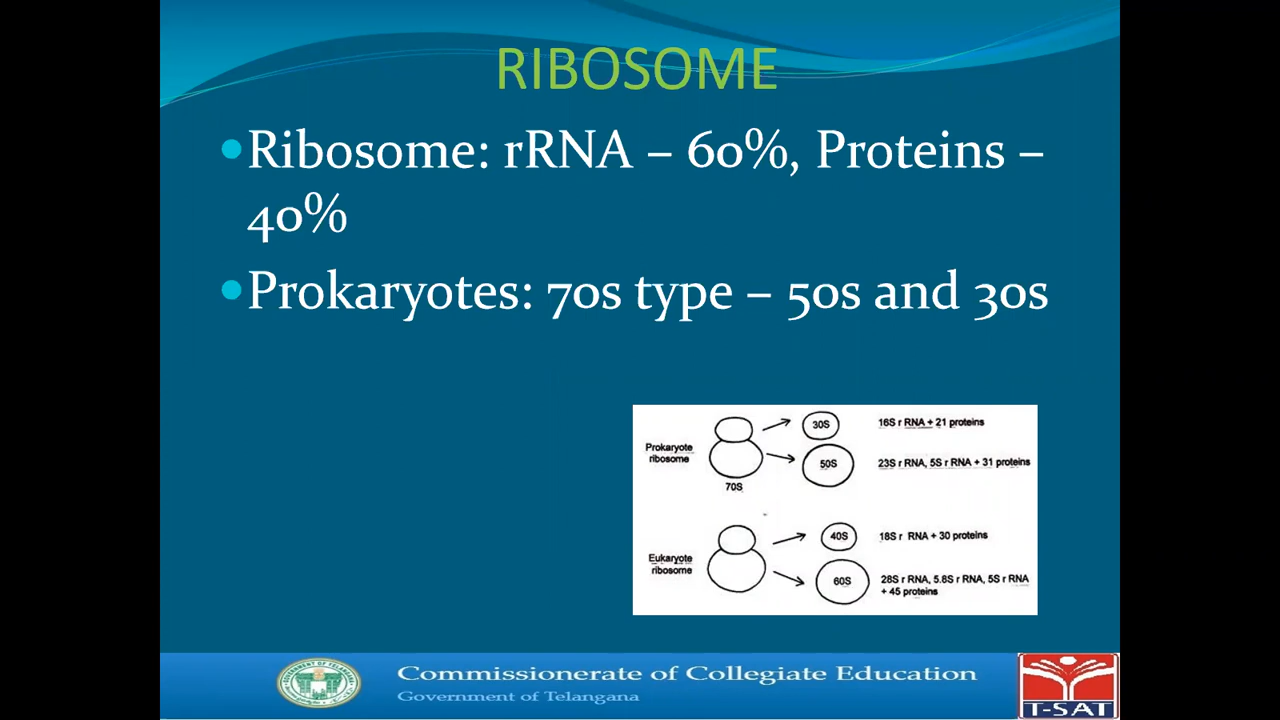 RIBOSOME
•Ribosome: rRNA – 60%, Proteins –
40%
•Prokaryotes: 70s type – 50s and 30s
Prokaryote
ribosome
70S
30S
16S r RNA + 21 proteins
50S
23S r RNA, 5S r RNA + 31 proteins
Eukaryote
ribosome
40S
18S r RNA + 30 proteins
60S
28S r RNA, 5.8S r RNA, 5S r RNA
+ 45 proteins
Commissionerate of Collegiate Education
Government of Telangana
T-SAT